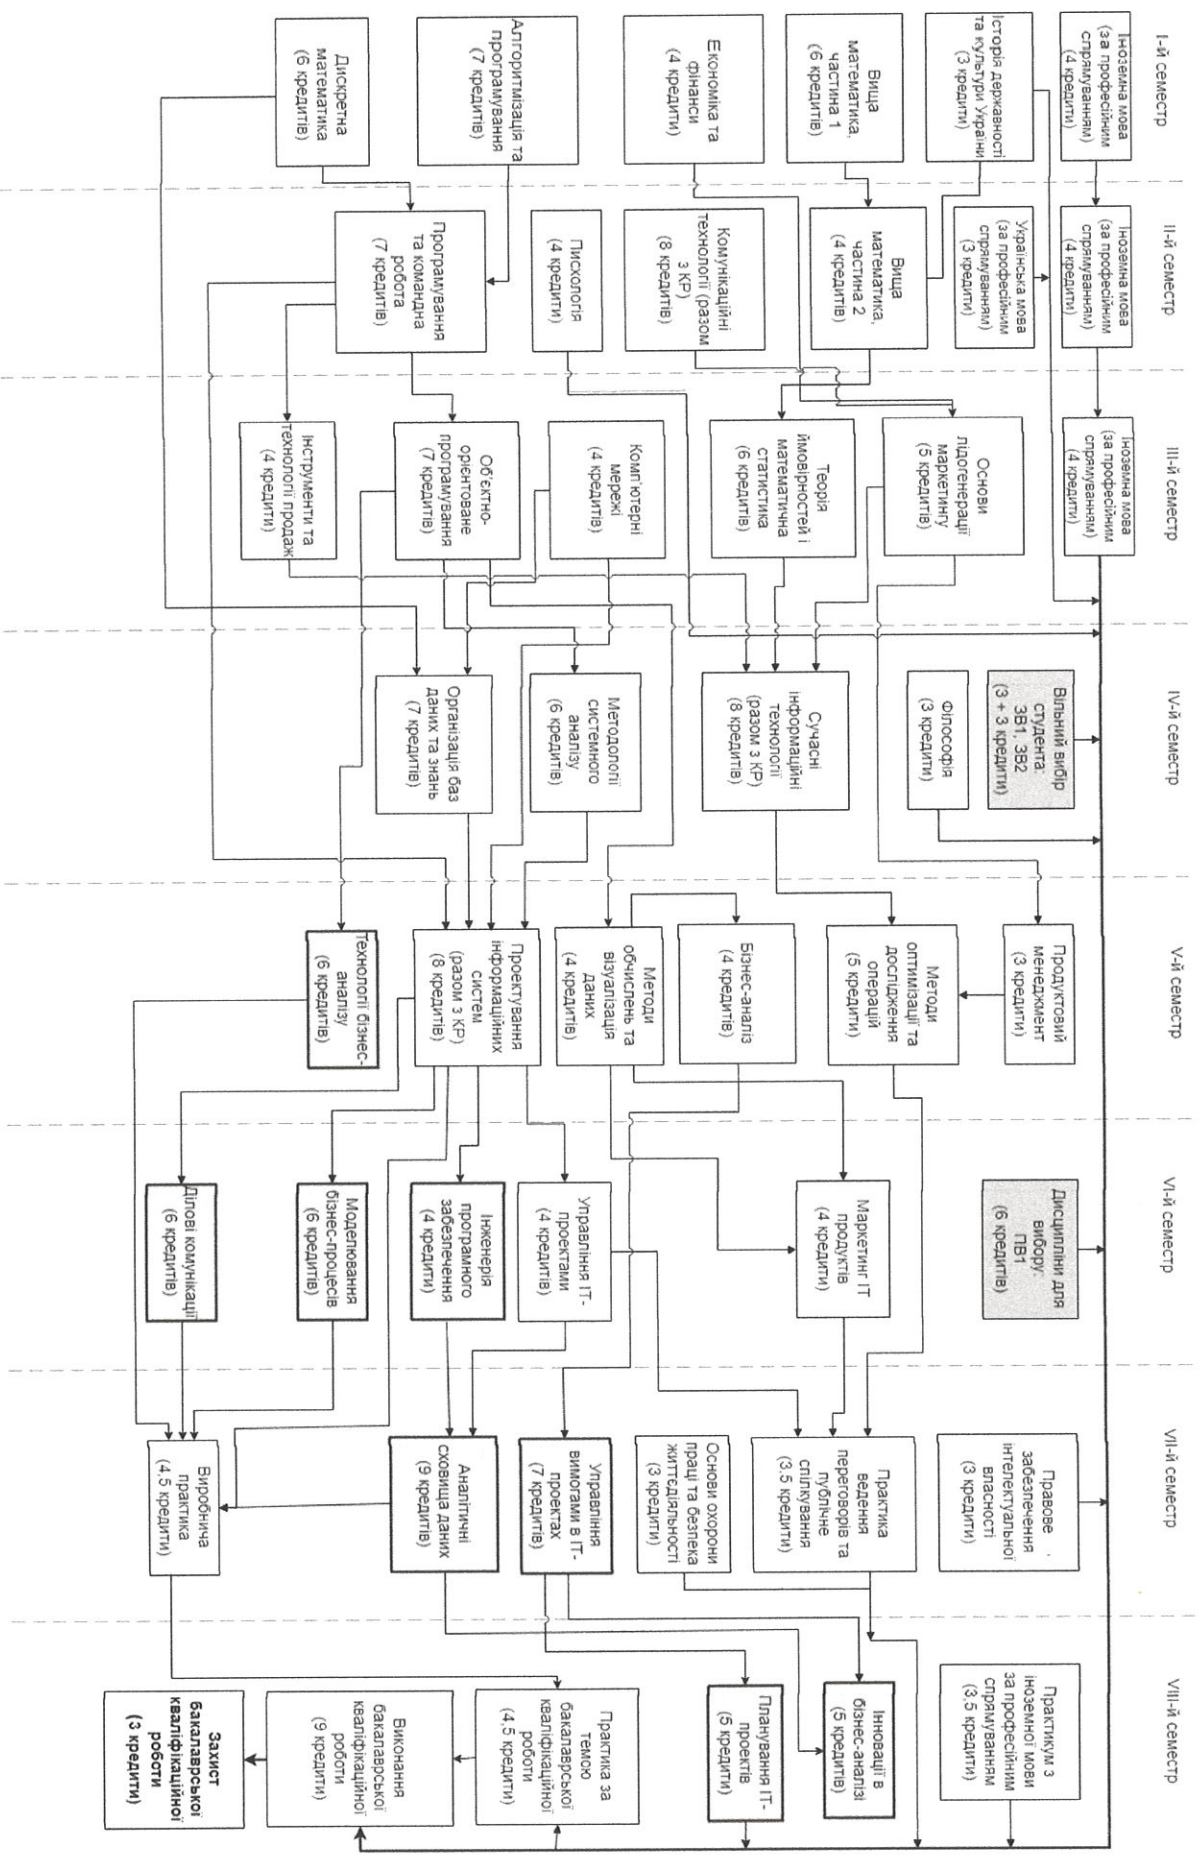 I-й семестр
Іноземна мова
(за професійним
спрямуванням)
(4 кредити)
Історія державності
та культури України
(3 кредити)
Вища
математика,
частина 1
(6 кредитів)
Економіка та
фінанси
(4 кредити)
Алгоритмізація та
програмування
(7 кредитів)
Дискретна
математика
(6 кредитів)
II-й семестр
Іноземна мова
(за професійним
спрямуванням)
(4 кредити)
Українська мова
(за професійним
спрямуванням)
(3 кредити)
Вища
математика,
частина 2
(4 кредити)
Комунікаційні
технології (разом
з КР)
(8 кредитів)
Пихологія
(4 кредити)
Програмування
та командна
робота
(7 кредитів)
III-й семестр
Іноземна мова
(за професійним
спрямуванням)
(4 кредити)
Основи
лідогенерації
маркетингу
(5 кредитів)
Теорія
ймовірностей і
математична
статистика
(6 кредитів)
Комп'ютерні
мережі
(4 кредити)
Об'єктно-
орієнтоване
програмування
(7 кредитів)
Інструменти та
технології продаж
(4 кредити)
IV-й семестр
Вільний вибір
студента:
ЗВ1, ЗВ2
(3 + 3 кредити)
Філософія
(3 кредити)
Сучасні
інформаційні
технології
(разом з КР)
(8 кредитів)
Методології
системного
аналізу
(6 кредитів)
Організація баз
даних та знань
(7 кредитів)
V-й семестр
Продуктовий
менеджмент
(3 кредити)
Методи
оптимізації та
дослідження
операцій
(5 кредитів)
Бізнес-аналіз
(4 кредити)
Методи
обчислень та
візуалізація
даних
(4 кредити)
Проектування
інформаційних
систем
(разом з КР)
(8 кредитів)
Технології бізнес-
аналізу
(6 кредитів)
VI-й семестр
Дисципліни для
вибору:
ПВ1
(6 кредитів)
Маркетинг ІТ
продуктів
(4 кредити)
Управління ІТ-
проектами
(4 кредити)
Інженерія
програмного
забезпечення
(4 кредити)
Моделювання
бізнес-процесів
(6 кредитів)
Ділові комунікації
(6 кредитів)
VII-й семестр
Правове
забезпечення
інтелектуальної
власності
(3 кредити)
Практика
ведення
переговорів та
публічне
спілкування
(3,5 кредити)
Основи охорони
праці та безпека
життєдіяльності
(3 кредити)
Управління
вимогами в ІТ-
проектах
(7 кредитів)
Аналітичні
сховища даних
(9 кредитів)
Виробнича
практика
(4,5 кредити)
VIII-й семестр
Практикум з
іноземної мови
за професійним
спрямуванням
(3,5 кредити)
Інновації в
бізнес-аналізі
(5 кредитів)
Планування ІТ-
проектів
(5 кредитів)
Практика за
темою
бакалаврської
кваліфікаційної
роботи
(4,5 кредити)
Виконання
бакалаврської
кваліфікаційної
роботи
(9 кредити)
Захист
бакалаврської
кваліфікаційної
роботи
(3 кредити)